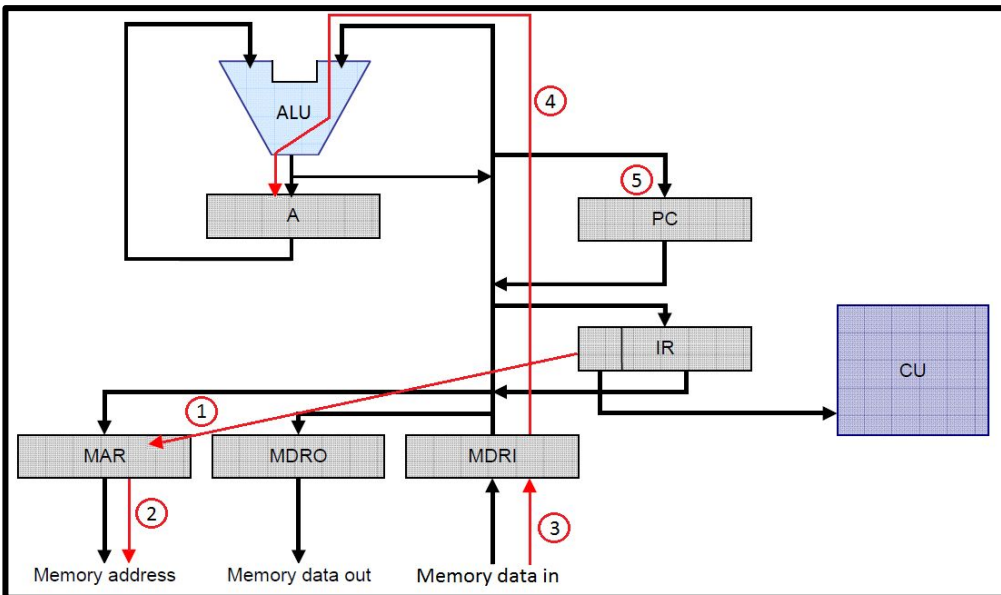 ALU
4
5
A
PC
IR
CU
1
MAR
MDRO
MDRI
2
3
Memory address
Memory data out
Memory data in